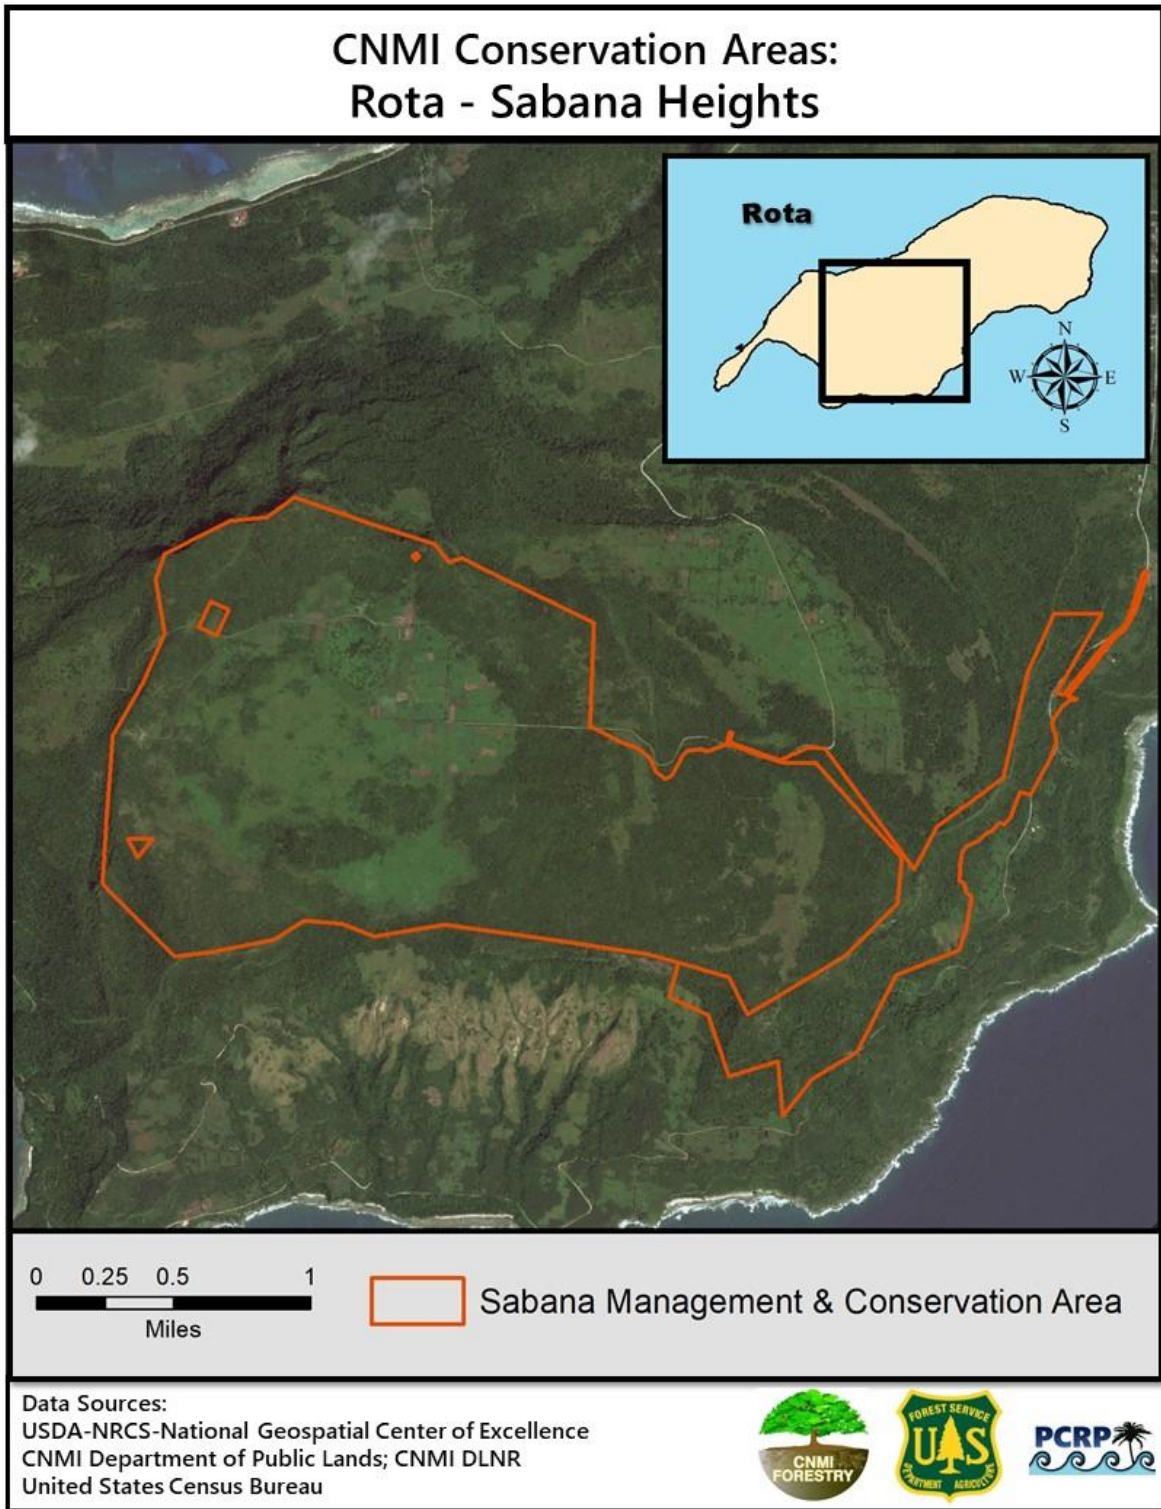 CNMI Conservation Areas:
Rota - Sabana Heights
Rota
N
W E
S
0 0.25 0.5 1
Miles
Sabana Management & Conservation Area
Data Sources:
USDA-NRCS-National Geospatial Center of Excellence
CNMI Department of Public Lands; CNMI DLNR
United States Census Bureau
CNMI
FORESTRY
FOREST SERVICE
U S
DEPARTMENT OF AGRICULTURE
PCRP